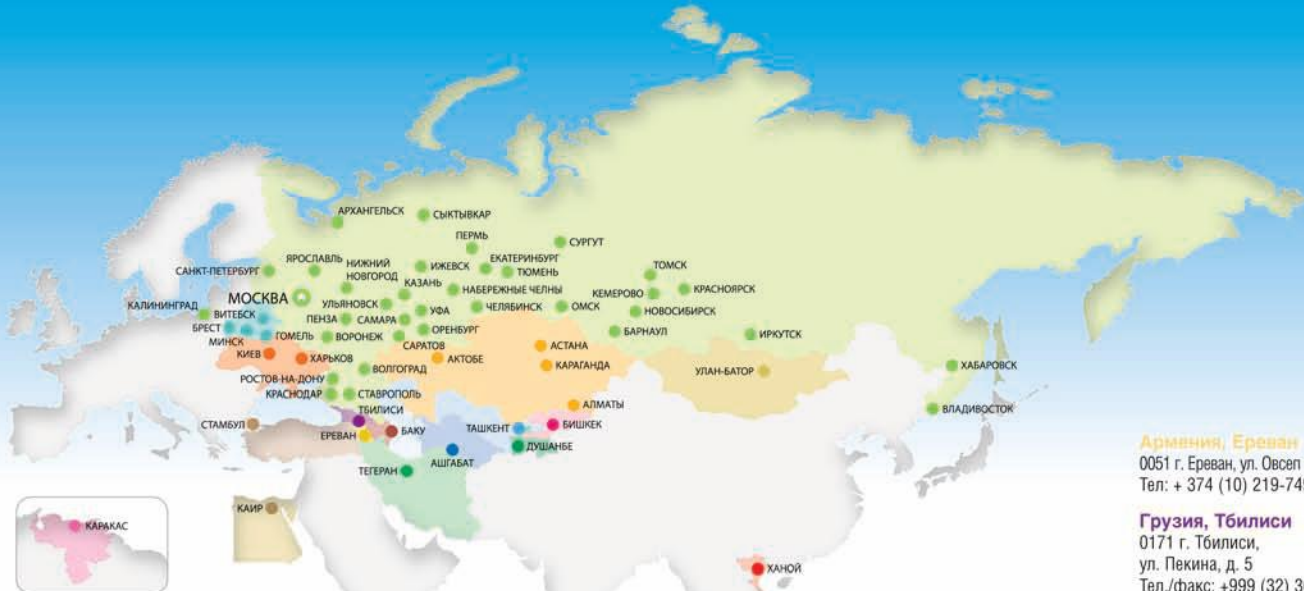 АРХАНГЕЛЬСК
СЫКТЫВКАР
ПЕРМЬ
СУРГУТ
ЯРОСЛАВЛЬ
НИЖНИЙ
НОВГОРОД
ИЖЕВСК
ЕКАТЕРИНБУРГ
ТЮМЕНЬ
ТОМСК
САНКТ-ПЕТЕРБУРГ
КАЗАНЬ
НАБЕРЕЖНЫЕ ЧЕЛНЫ
КЕМЕРОВО
КРАСНОЯРСК
МОСКВА
КАЛИНИНГРАД
УЛЬЯНОВСК
УФА
ЧЕЛЯБИНСК
ОМСК
НОВОСИБИРСК
ВИТЕБСК
ПЕНЗА
САМАРА
БРЕСТ
МИНСК
ГОМЕЛЬ
ВОРОНЕЖ
ОРЕНБУРГ
САРАТОВ
БАРНАУЛ
ИРКУТСК
КИЕВ
ХАРЬКОВ
АКТОБЕ
АСТАНА
КАРАГАНДА
УЛАН-БАТОР
ХАБАРОВСК
ВОЛГОГРАД
РОСТОВ-НА-ДОНУ
КРАСНОДАР
СТАВРОПОЛЬ
АЛМАТЫ
ВЛАДИВОСТОК
ТБИЛИСИ
СТАМБУЛ
ЕРЕВАН
БАКУ
ТАШКЕНТ
БИШКЕК
ДУШАНБЕ
АШГАБАТ
ТЕГЕРАН
КАИР
КАРАКАС
ХАНОЙ
Армения, Ереван
0051 г. Ереван, ул. Овсеп
Тел: + 374 (10) 219-74
Грузия, Тбилиси
0171 г. Тбилиси,
ул. Пекина, д. 5
Тел./факс: +999 (32) 3